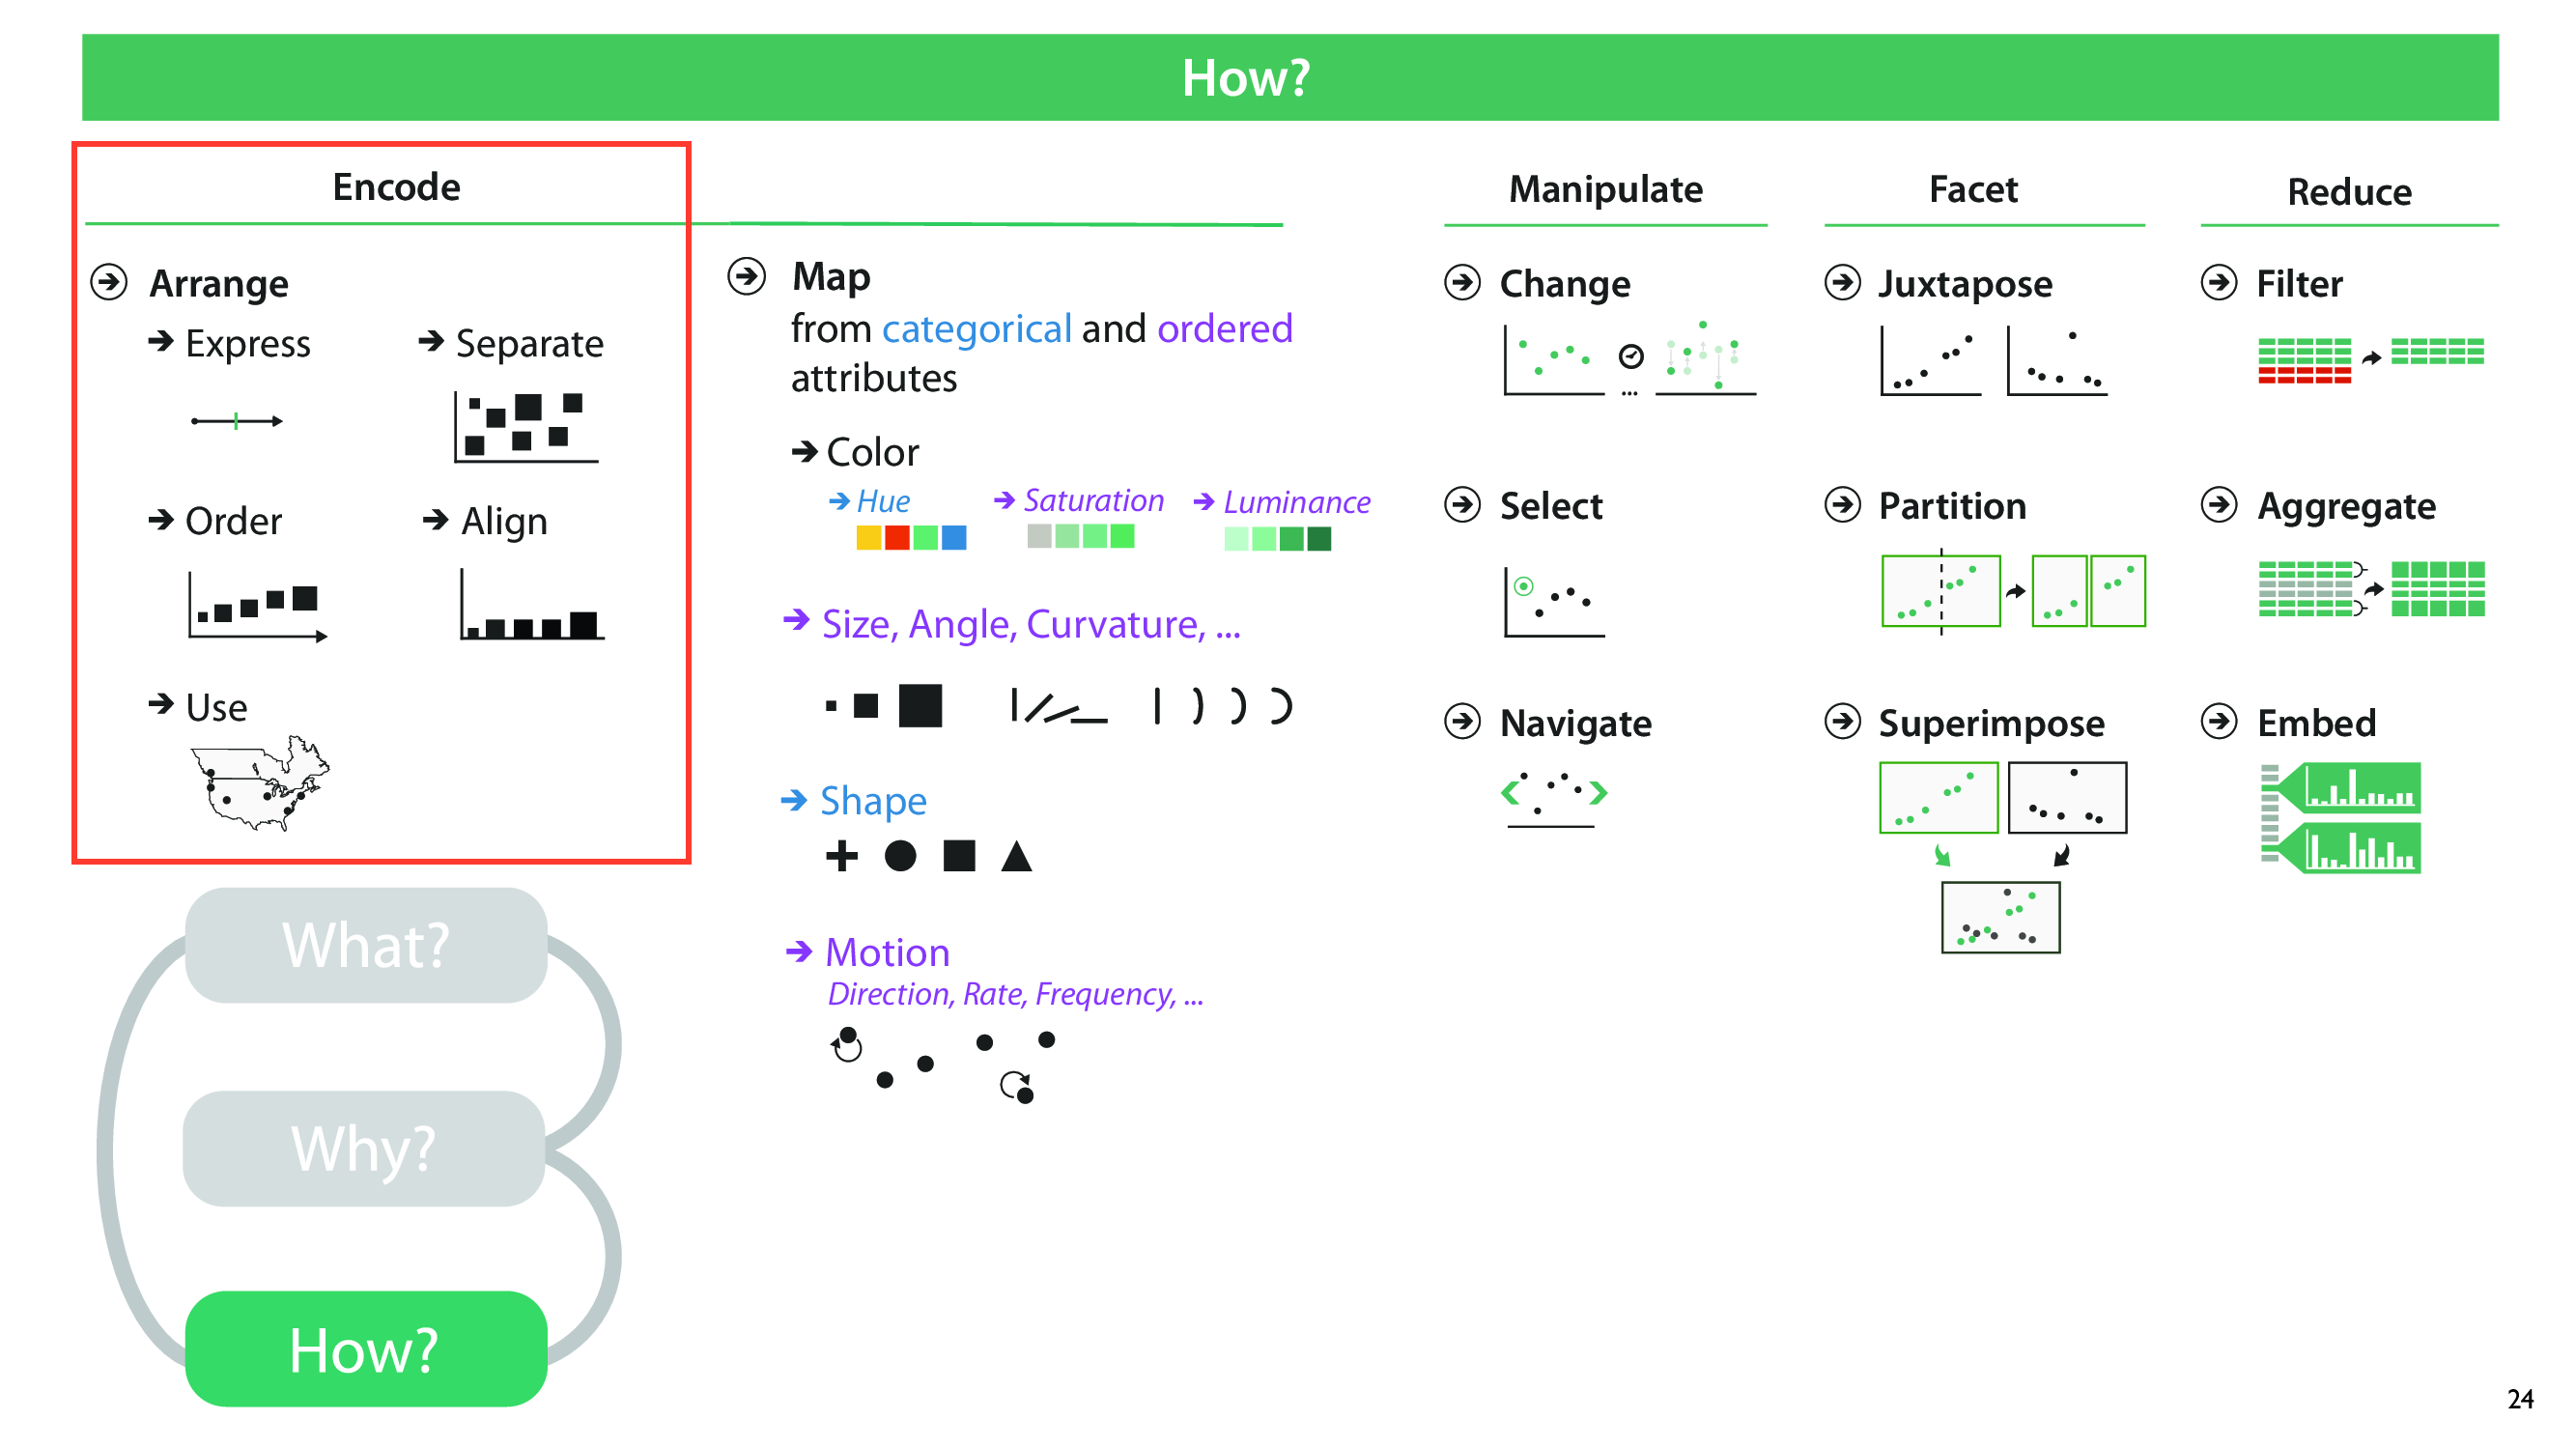 How?
Encode
Arrange
Express
Separate
Order
Align
Use
Map
from categorical and ordered
attributes
Color
Hue
Saturation
Luminance
Size, Angle, Curvature, ...
Shape
Motion
Direction, Rate, Frequency, ...
Manipulate
Change
...
Select
Navigate
Facet
Juxtapose
Partition
Superimpose
Reduce
Filter
Aggregate
Embed
What?
Why?
How?
24